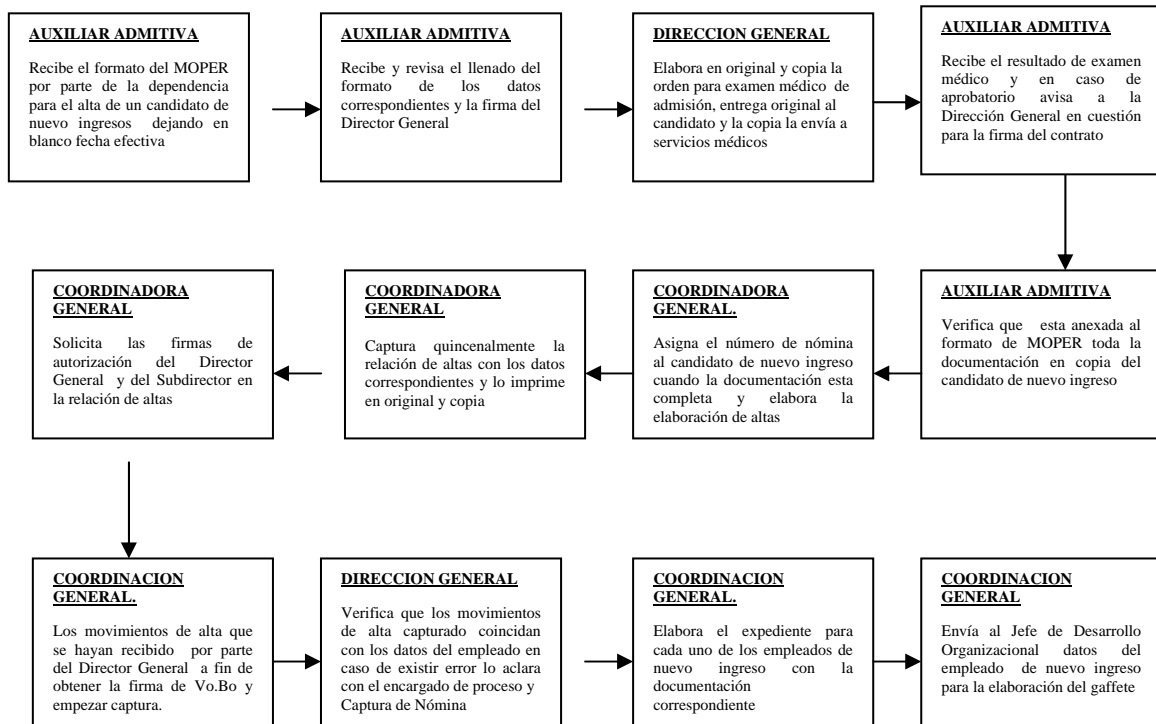 AUXILIAR ADMITIVA
Recibe el formato del MOPER
por parte de la dependencia
para el alta de un candidato de
nuevo ingresos dejando en
blanco fecha efectiva
AUXILIAR ADMITIVA
Recibe y revisa el llenado del
formato de los datos
correspondientes y la firma del
Director General
DIRECCION GENERAL
Elabora en original y copia la
orden para examen médico de
admisión, entrega original al
candidato y la copia la envía a
servicios médicos
AUXILIAR ADMITIVA
Recibe el resultado de examen
médico y en caso de
aprobatorio avisa a la
Dirección General en cuestión
para la firma del contrato
AUXILIAR ADMITIVA
Verifica que esta anexada al
formato de MOPER toda la
documentación en copia del
candidato de nuevo ingreso
COORDINADORA
GENERAL.
Asigna el número de nómina
al candidato de nuevo ingreso
cuando la documentación esta
completa y elabora la
elaboración de altas
COORDINADORA
GENERAL
Captura quincenalmente la
relación de altas con los datos
correspondientes y lo imprime
en original y copia
COORDINADORA
GENERAL
Solicita las firmas de
autorización del Director
General y del Subdirector en
la relación de altas
COORDINACION
GENERAL.
Los movimientos de alta que
se hayan recibido por parte
del Director General a fin de
obtener la firma de Vo.Bo y
empezar captura.
DIRECCION GENERAL
Verifica que los movimientos
de alta capturado coincidan
con los datos del empleado en
caso de existir error lo aclara
con el encargado de proceso y
Captura de Nómina
COORDINACION
GENERAL.
Elabora el expediente para
cada uno de los empleados de
nuevo ingreso con la
documentación
correspondiente
COORDINACION
GENERAL
Envía al Jefe de Desarrollo
Organizacional datos del
empleado de nuevo ingreso
para la elaboración del gaffete